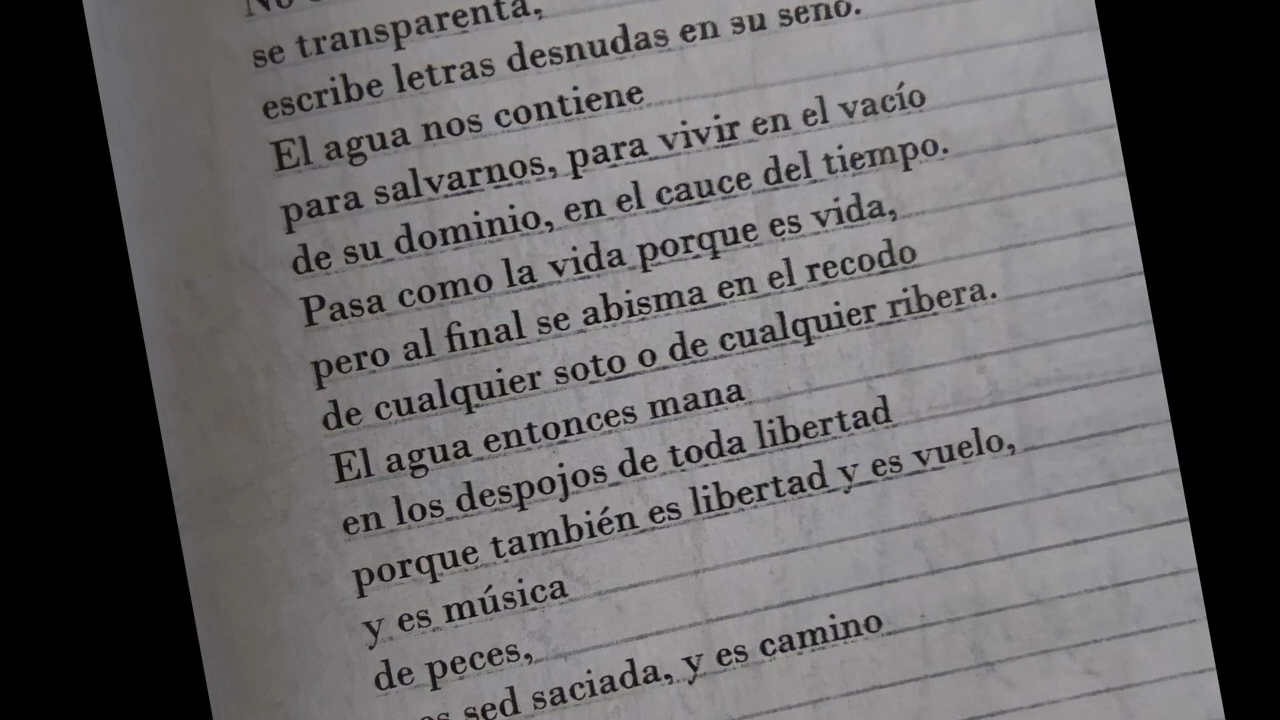 No
se transparenta,
escribe letras desnudas en su seno.
El agua nos contiene
para salvarnos, para vivir en el vacío
de su dominio, en el cauce del tiempo.
Pasa como la vida porque es vida,
pero al final se abisma en el recodo
de cualquier soto o de cualquier ribera.
El agua entonces mana
en los despojos de toda libertad
porque también es libertad y es vuelo,
y es música
de peces,
es sed saciada, y es camino